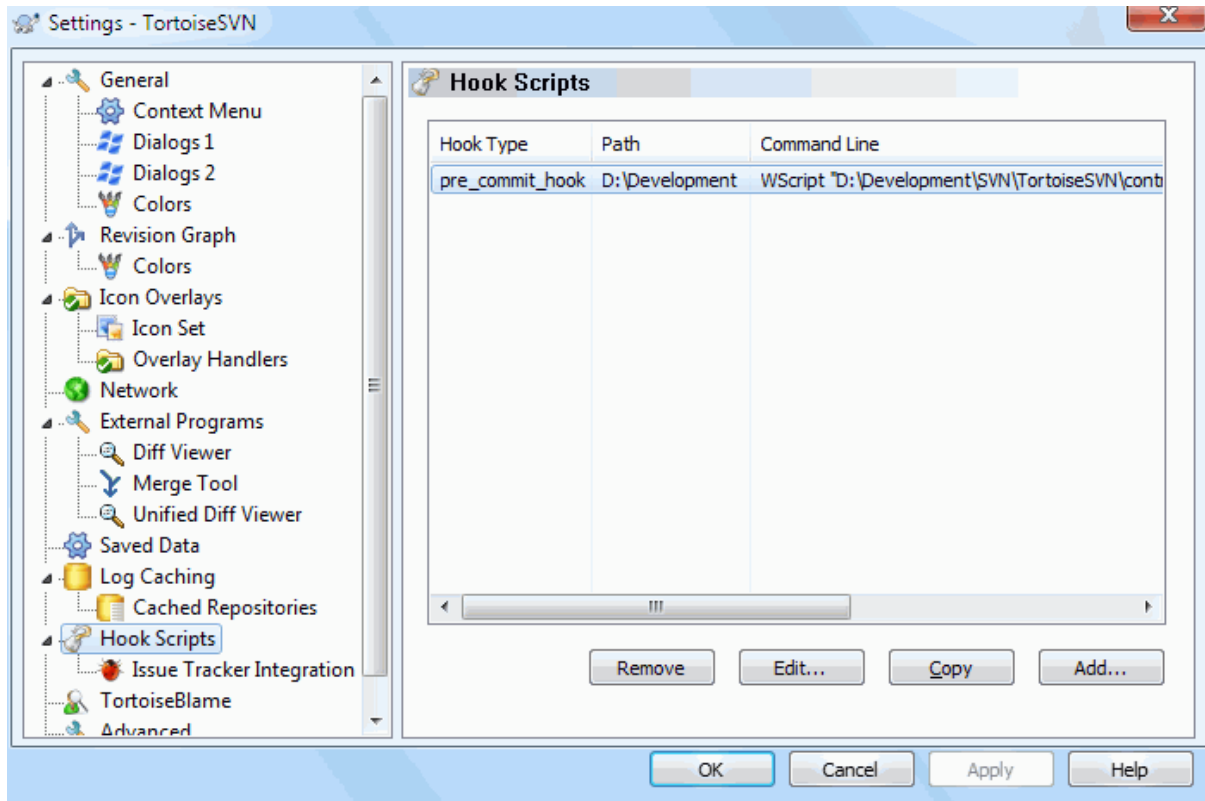 Settings - TortoiseSVN
General
Context Menu
Dialogs 1
Dialogs 2
Colors
Revision Graph
Colors
Icon Overlays
Icon Set
Overlay Handlers
Network
External Programs
Diff Viewer
Merge Tool
Unified Diff Viewer
Saved Data
Log Caching
Cached Repositories
Hook Scripts
Issue Tracker Integration
TortoiseBlame
Advanced
Hook Scripts
Hook Type Path Command Line
pre_commit_hook D:\Development WScript "D:\Development\SVN\TortoiseSVN\contr
Remove Edit... Copy Add...
OK Cancel Apply Help